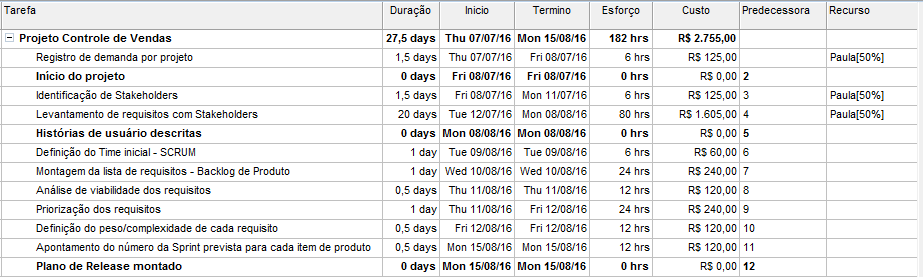 Tarefa Duração Inicio Termino Esforço Custo Predecessora Recurso
Projeto Controle de Vendas 27,5 days Thu 07/07/16 Mon 15/08/16 182 hrs R$ 2.755,00
Registro de demanda por projeto 1,5 days Thu 07/07/16 Fri 08/07/16 6 hrs R$ 125,00 Paula[50%]
Início do projeto 0 days Fri 08/07/16 Fri 08/07/16 0 hrs R$ 0,00 2
Identificação de Stakeholders 1,5 days Fri 08/07/16 Mon 11/07/16 6 hrs R$ 125,00 3 Paula[50%]
Levantamento de requisitos com Stakeholders 20 days Tue 12/07/16 Mon 08/08/16 80 hrs R$ 1.605,00 4 Paula[50%]
Histórias de usuário descritas 0 days Mon 08/08/16 Mon 08/08/16 0 hrs R$ 0,00 5
Definição do Time inicial - SCRUM 1 day Tue 09/08/16 Tue 09/08/16 6 hrs R$ 60,00 6
Montagem da lista de requisitos - Backlog de Produto 1 day Wed 10/08/16 Wed 10/08/16 24 hrs R$ 240,00 7
Análise de viabilidade dos requisitos 0,5 days Thu 11/08/16 Thu 11/08/16 12 hrs R$ 120,00 8
Priorização dos requisitos 1 day Thu 11/08/16 Fri 12/08/16 24 hrs R$ 240,00 9
Definição do peso/complexidade de cada requisito 0,5 days Fri 12/08/16 Fri 12/08/16 12 hrs R$ 120,00 10
Apontamento do número da Sprint prevista para cada item de produto 0,5 days Mon 15/08/16 Mon 15/08/16 12 hrs R$ 120,00 11
Plano de Release montado 0 days Mon 15/08/16 Mon 15/08/16 0 hrs R$ 0,00 12